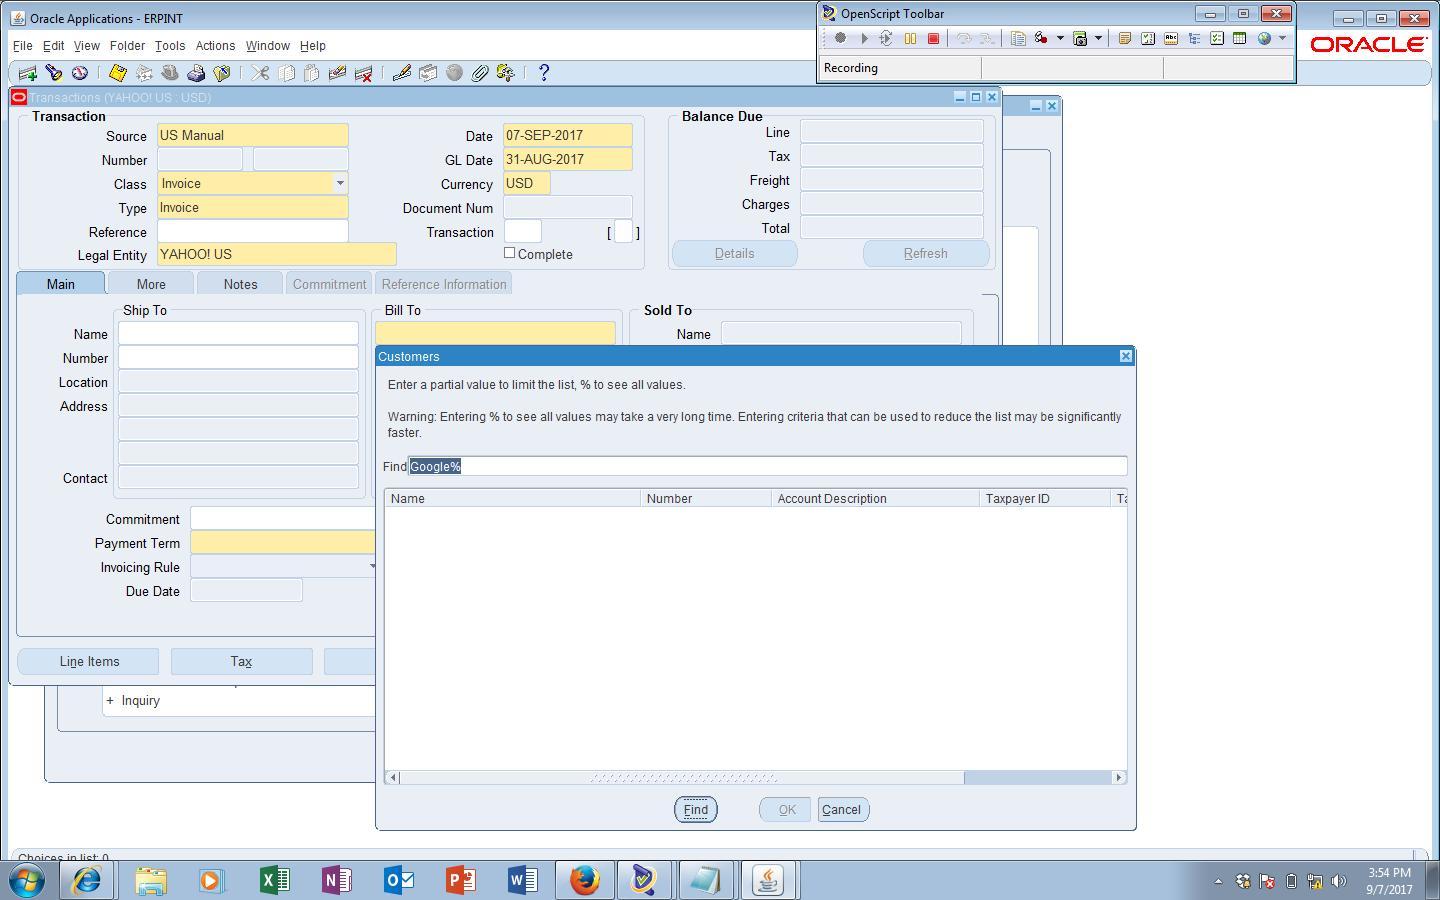 Oracle Applications - ERPINT
OpenScript Toolbar
File Edit View Folder Tools Actions Window Help
ORACLE
Recording
Transactions (YAHOO! US : USD)
Transaction
Source US Manual
Number
Class Invoice
Type Invoice
Reference
Legal Entity YAHOO! US
Date 07-SEP-2017
GL Date 31-AUG-2017
Currency USD
Document Num
Transaction [ ]
Complete
Balance Due
Line
Tax
Freight
Charges
Total
Details Refresh
Main More Notes Commitment Reference Information
Ship To
Bill To
Sold To
Name
Number
Location
Address
Contact
Name
Commitment
Payment Term
Invoicing Rule
Due Date
Line Items Tax
+ Inquiry
Customers
Enter a partial value to limit the list, % to see all values.
Warning: Entering % to see all values may take a very long time. Entering criteria that can be used to reduce the list may be significantly
faster.
Find Google%
Name Number Account Description Taxpayer ID
Find OK Cancel
Choices in list: 0
3:54 PM
9/7/2017